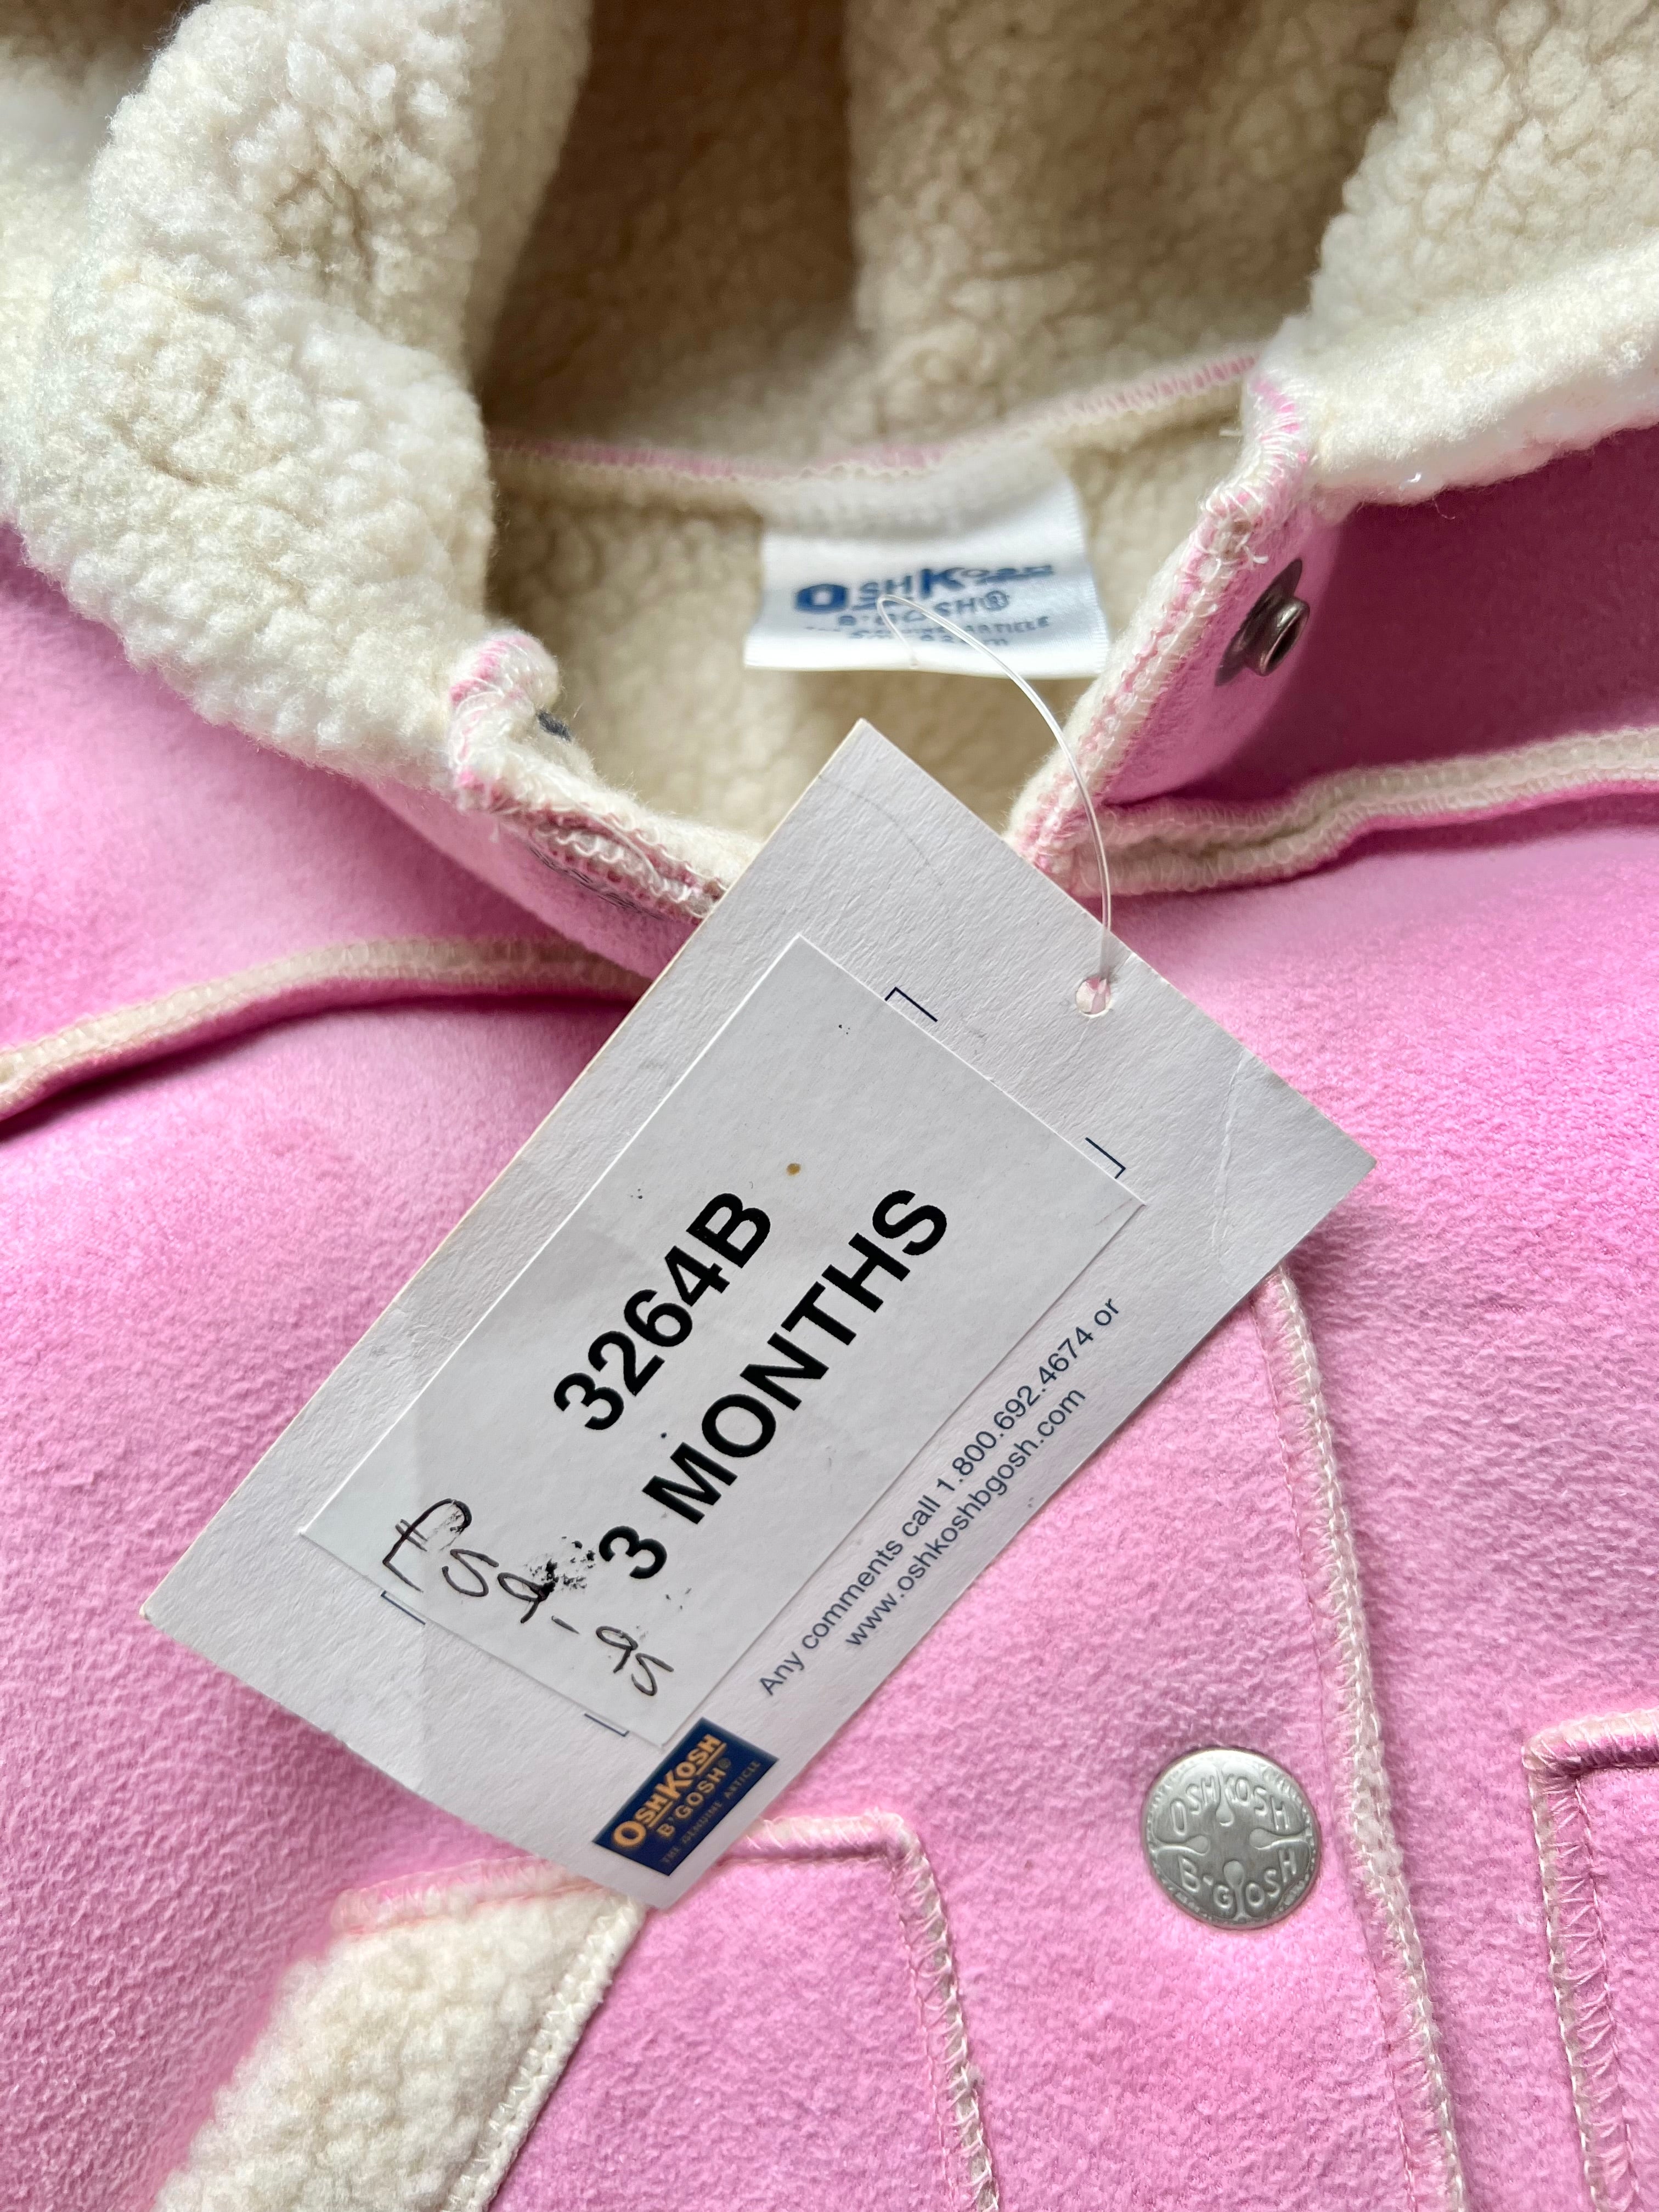 OSHKOSH
B'GOSH®
3264B
3 MONTHS
Any comments call 1.800.692.4674 or
www.oshkoshbgosh.com
OSHKOSH
B'GOSH®
THE GENUINE ARTICLE
OSHKOSH
B'GOSH